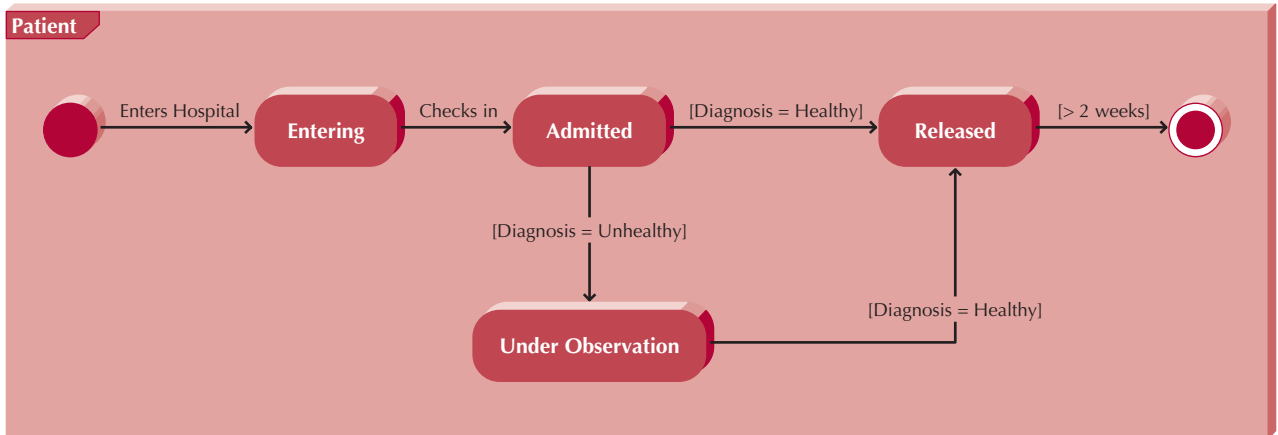 Patient
Enters Hospital
Entering
Checks in
Admitted
[Diagnosis = Healthy]
Released
[> 2 weeks]
[Diagnosis = Unhealthy]
[Diagnosis = Healthy]
Under Observation